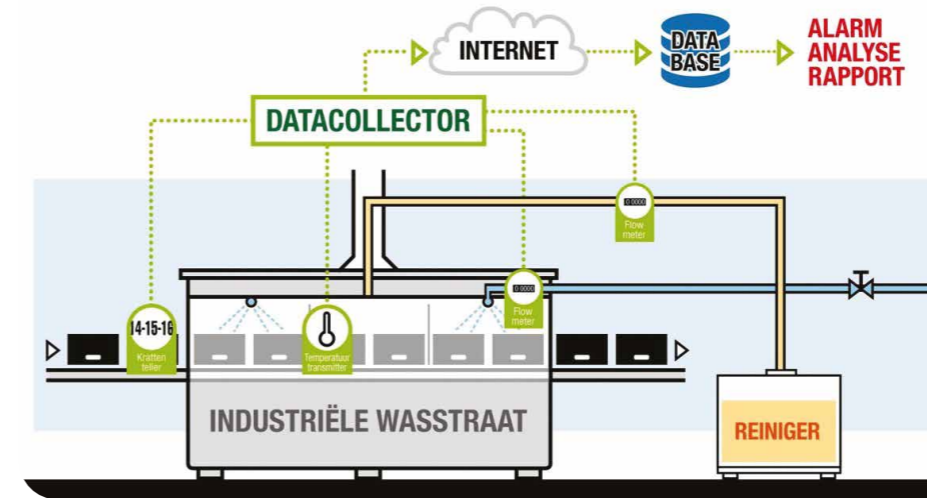 INTERNET
DATA
BASE
ALARM
ANALYSE
RAPPORT
DATACOLLECTOR
0 0000
Flow
meter
0 0000
Flow
meter
14-15-16
Kratten
teller
Temperatuur
transmitter
INDUSTRIËLE WASSTRAAT
REINIGER